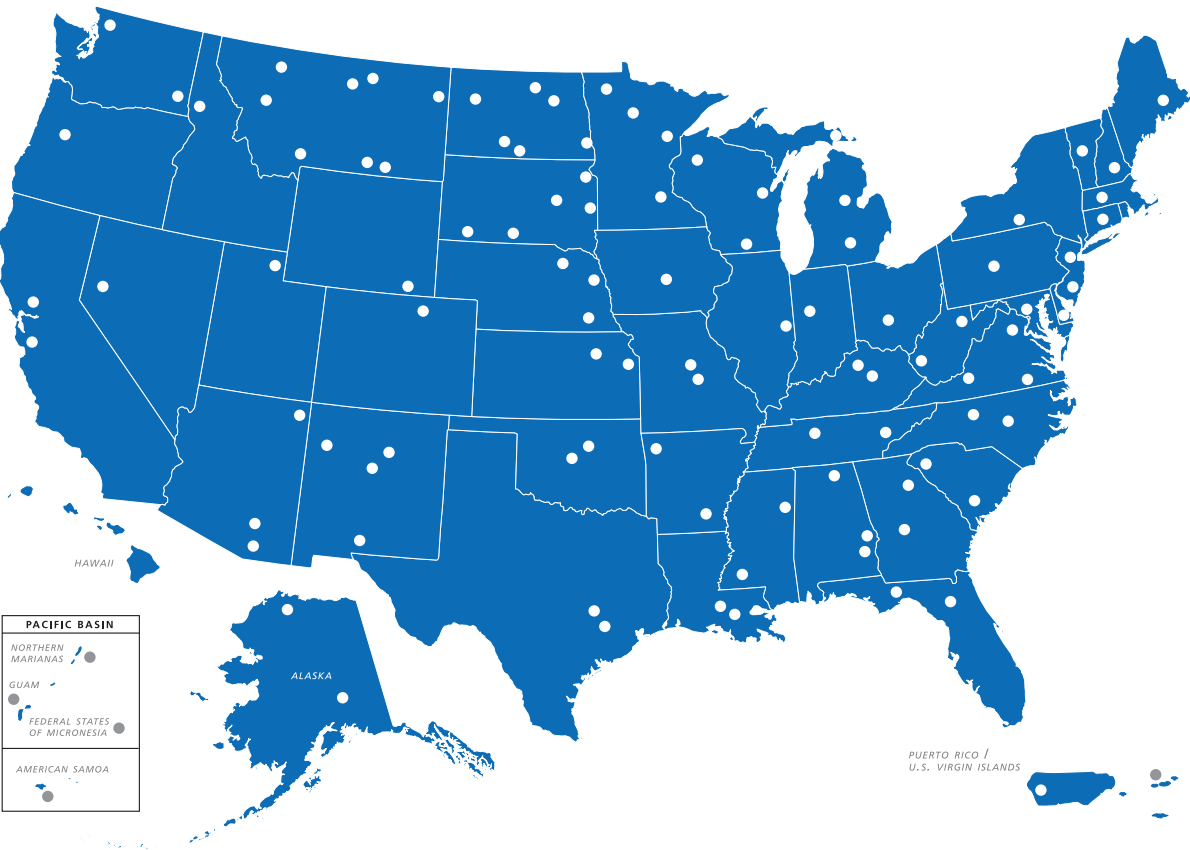 HAWAII
PACIFIC BASIN
NORTHERN
MARIANAS
GUAM
FEDERAL STATES
OF MICRONESIA
AMERICAN SAMOA
ALASKA
PUERTO RICO /
U.S. VIRGIN ISLANDS